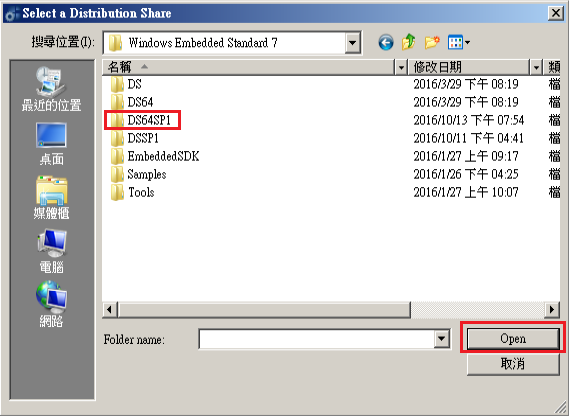 Select a Distribution Share
搜尋位置(I):
Windows Embedded Standard 7
名稱
修改日期
類
DS
2016/3/29 下午 08:19
檔
DS64
2016/3/29 下午 08:19
檔
DS64SP1
2016/10/13 下午 07:54
檔
DSSP1
2016/10/11 下午 04:41
檔
EmbeddedSDK
2016/1/27 上午 09:17
檔
Samples
2016/1/26 下午 04:25
檔
Tools
2016/1/27 上午 10:07
檔
最近的位置
桌面
媒體櫃
電腦
網路
Folder name:
Open
取消